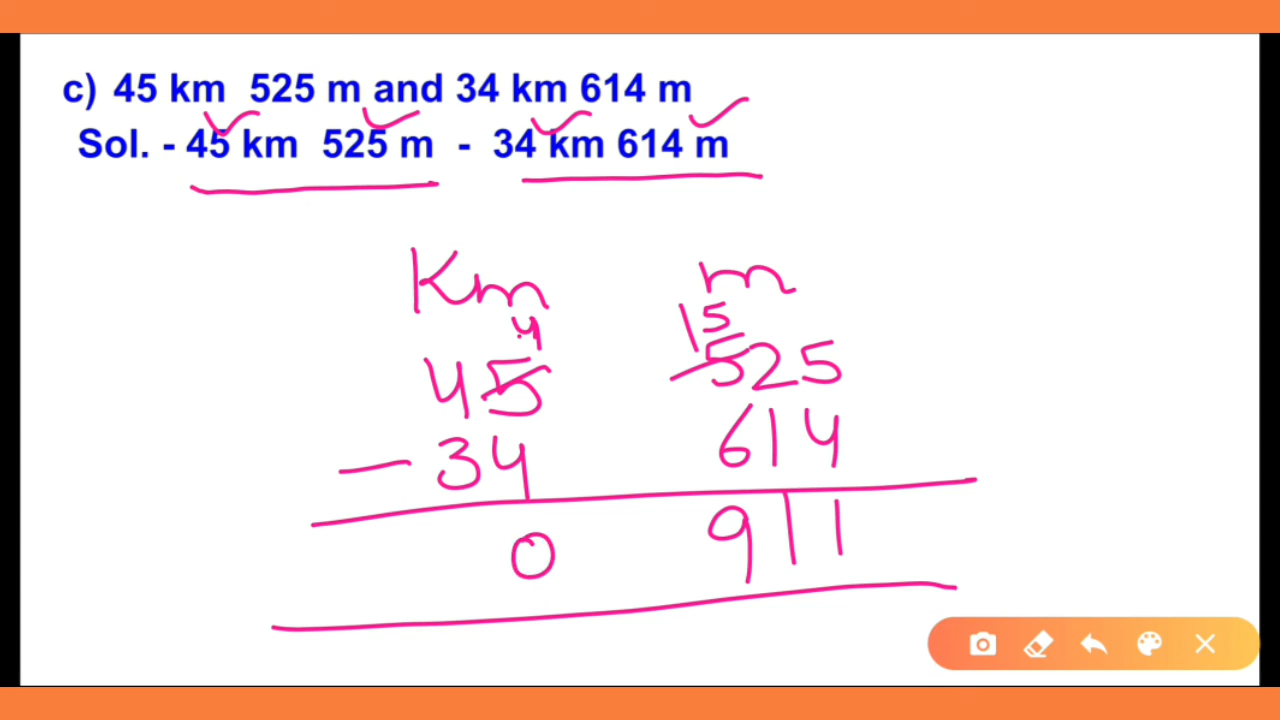 c) 45 km 525 m and 34 km 614 m
Sol. - 45 km 525 m - 34 km 614 m
Km m
4 15
45 525
- 34 614
0 911